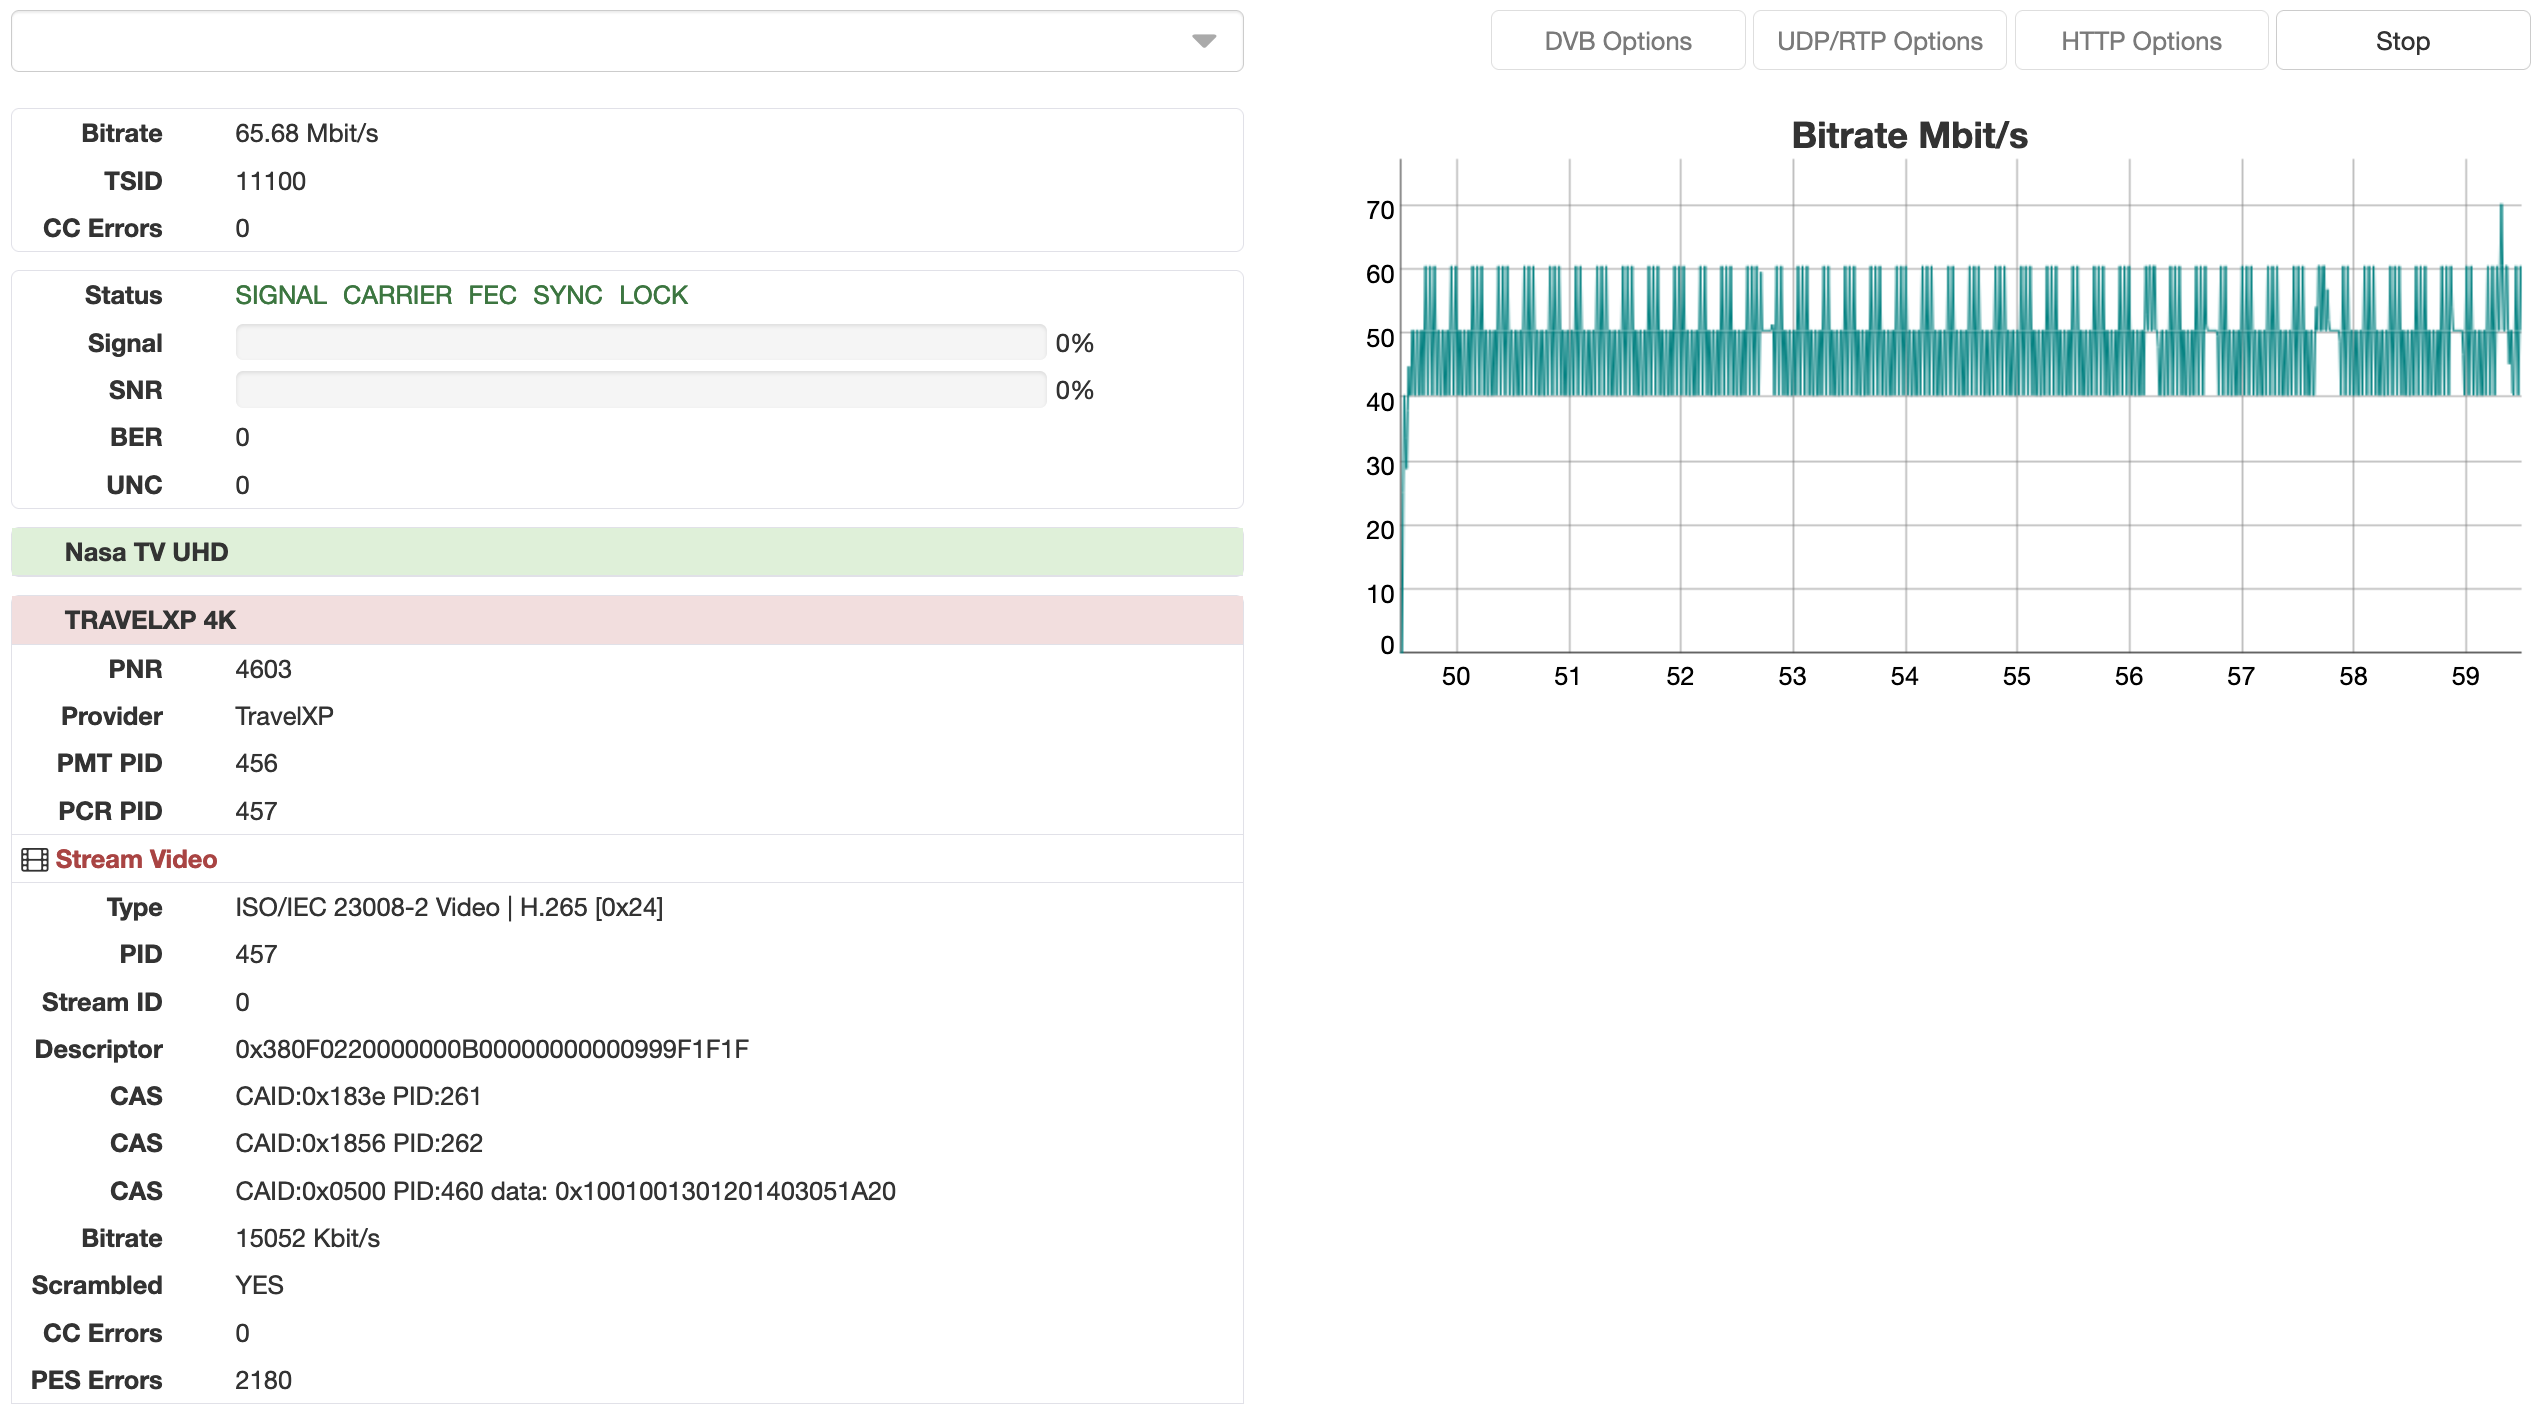 DVB Options UDP/RTP Options HTTP Options Stop
Bitrate 65.68 Mbit/s
TSID 11100
CC Errors 0
Status SIGNAL CARRIER FEC SYNC LOCK
Signal 0%
SNR 0%
BER 0
UNC 0
Nasa TV UHD
TRAVELXP 4K
PNR 4603
Provider TravelXP
PMT PID 456
PCR PID 457
Stream Video
Type ISO/IEC 23008-2 Video | H.265 [0x24]
PID 457
Stream ID 0
Descriptor 0x380F0220000000B00000000000999F1F1F
CAS CAID:0x183e PID:261
CAS CAID:0x1856 PID:262
CAS CAID:0x0500 PID:460 data: 0x1001001301201403051A20
Bitrate 15052 Kbit/s
Scrambled YES
CC Errors 0
PES Errors 2180
Bitrate Mbit/s
70
60
50
40
30
20
10
0
50 51 52 53 54 55 56 57 58 59